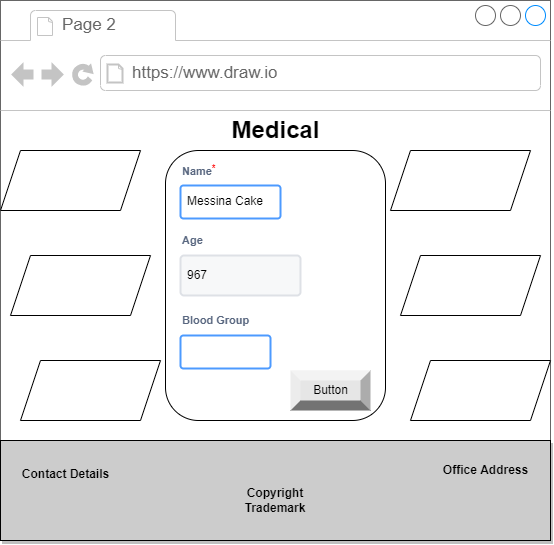 Page 2
https://www.draw.io
Medical
Name*
Messina Cake
Age
967
Blood Group
Button
Contact Details
Office Address
Copyright
Trademark